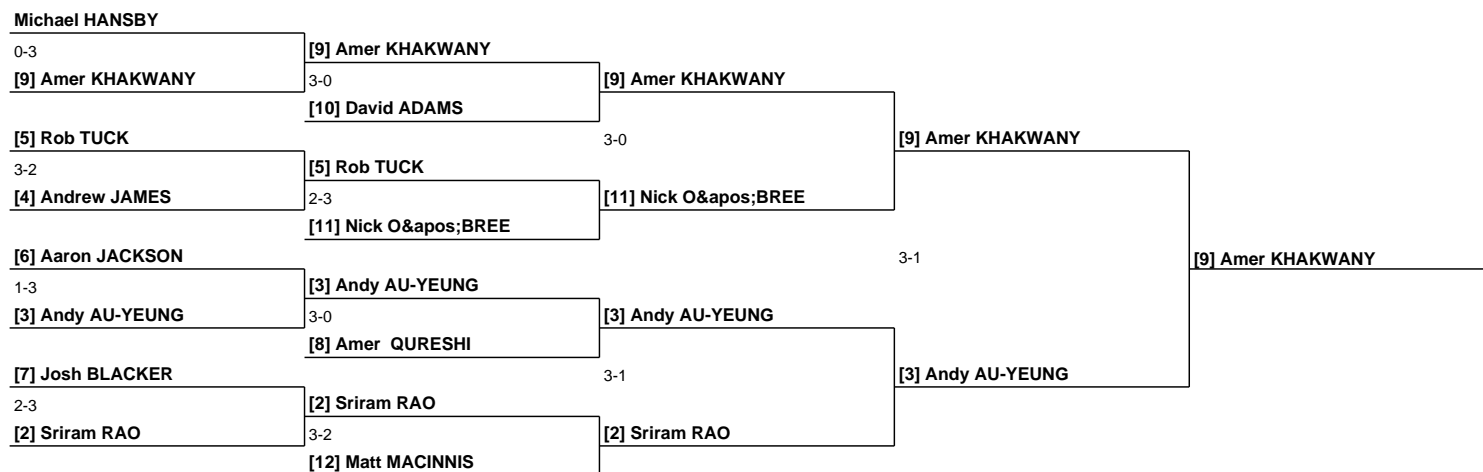 Michael HANSBY
0-3
[9] Amer KHAKWANY
[9] Amer KHAKWANY
3-0
[9] Amer KHAKWANY
[10] David ADAMS
[5] Rob TUCK
3-0
[9] Amer KHAKWANY
3-2
[5] Rob TUCK
[4] Andrew JAMES
2-3
[11] Nick O&apos;BREE
[11] Nick O&apos;BREE
[6] Aaron JACKSON
3-1
[9] Amer KHAKWANY
1-3
[3] Andy AU-YEUNG
[3] Andy AU-YEUNG
3-0
[3] Andy AU-YEUNG
[8] Amer  QURESHI
[7] Josh BLACKER
3-1
[3] Andy AU-YEUNG
2-3
[2] Sriram RAO
[2] Sriram RAO
3-2
[2] Sriram RAO
[12] Matt MACINNIS